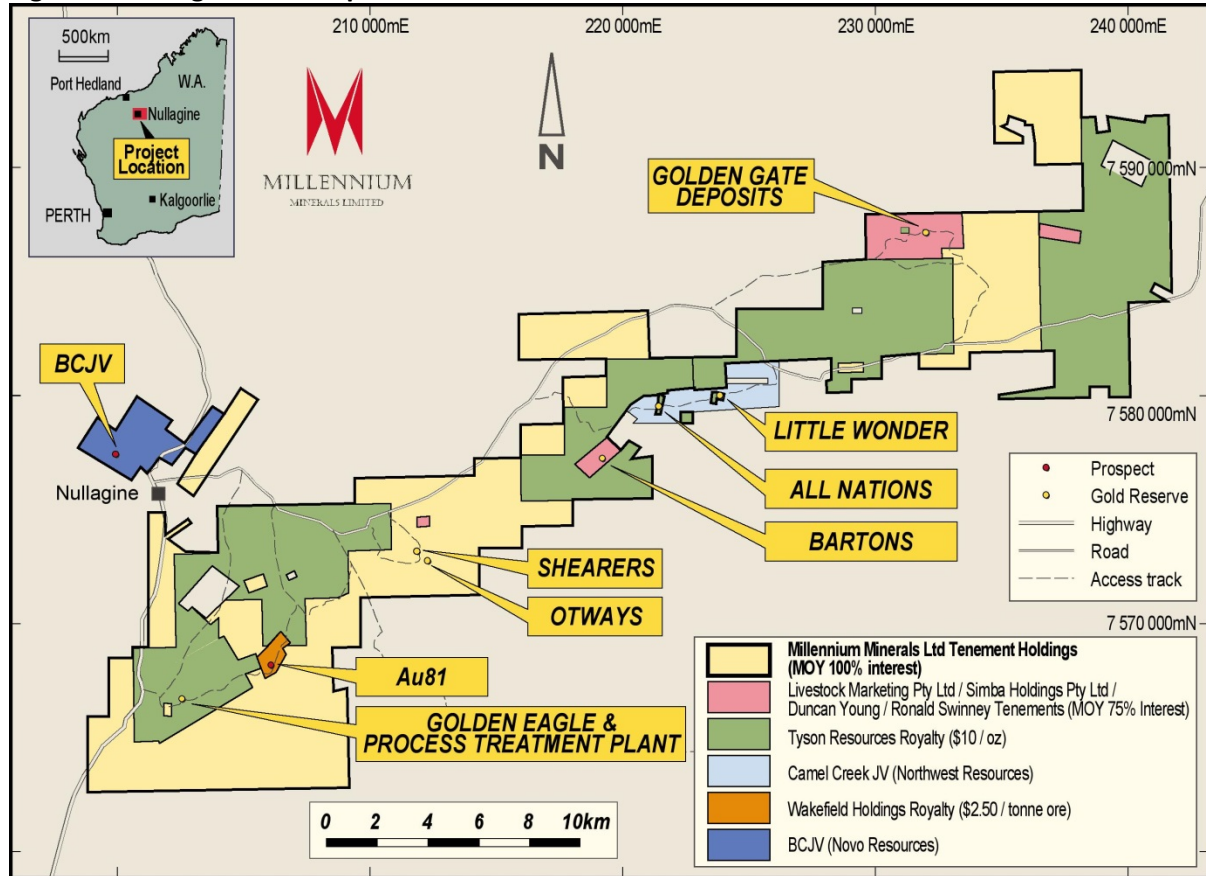 210 000mE
220 000mE
230 000mE
240 000mE
500km
Port Hedland
W.A.
Nullagine
Project
Location
Kalgoorlie
PERTH
MILLENNIUM
MINERALS LIMITED
N
GOLDEN GATE
DEPOSITS
7 590 000mN
BCJV
Nullagine
7 580 000mN
LITTLE WONDER
ALL NATIONS
BARTONS
SHEARERS
OTWAYS
Au81
GOLDEN EAGLE &
PROCESS TREATMENT PLANT
Prospect
Gold Reserve
Highway
Road
Access track
7 570 000mN
Millennium Minerals Ltd Tenement Holdings
(MOY 100% interest)
Livestock Marketing Pty Ltd / Simba Holdings Pty Ltd /
Duncan Young / Ronald Swinney Tenements (MOY 75% Interest)
Tyson Resources Royalty ($10 / oz)
Camel Creek JV (Northwest Resources)
Wakefield Holdings Royalty ($2.50 / tonne ore)
BCJV (Novo Resources)
0 2 4 6 8 10km